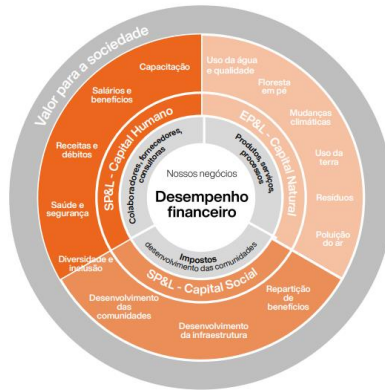 Valor para a sociedade
Capacitação
Salários e
benefícios
Receitas e
débitos
Saúde e
segurança
Diversidade e
inclusão
SP&L - Capital Humano
Colaboradores, fornecedores,
consultoras
Uso da água
e qualidade
Floresta
em pé
Mudanças
climáticas
Uso da
terra
Resíduos
Poluição
do ar
EP&L - Capital Natural
Produtos, serviços,
processos
Nossos negócios
Desempenho
financeiro
Impostos
desenvolvimento das comunidades
SP&L - Capital Social
Desenvolvimento
das
comunidades
Desenvolvimento
da infraestrutura
Repartição
de
benefícios